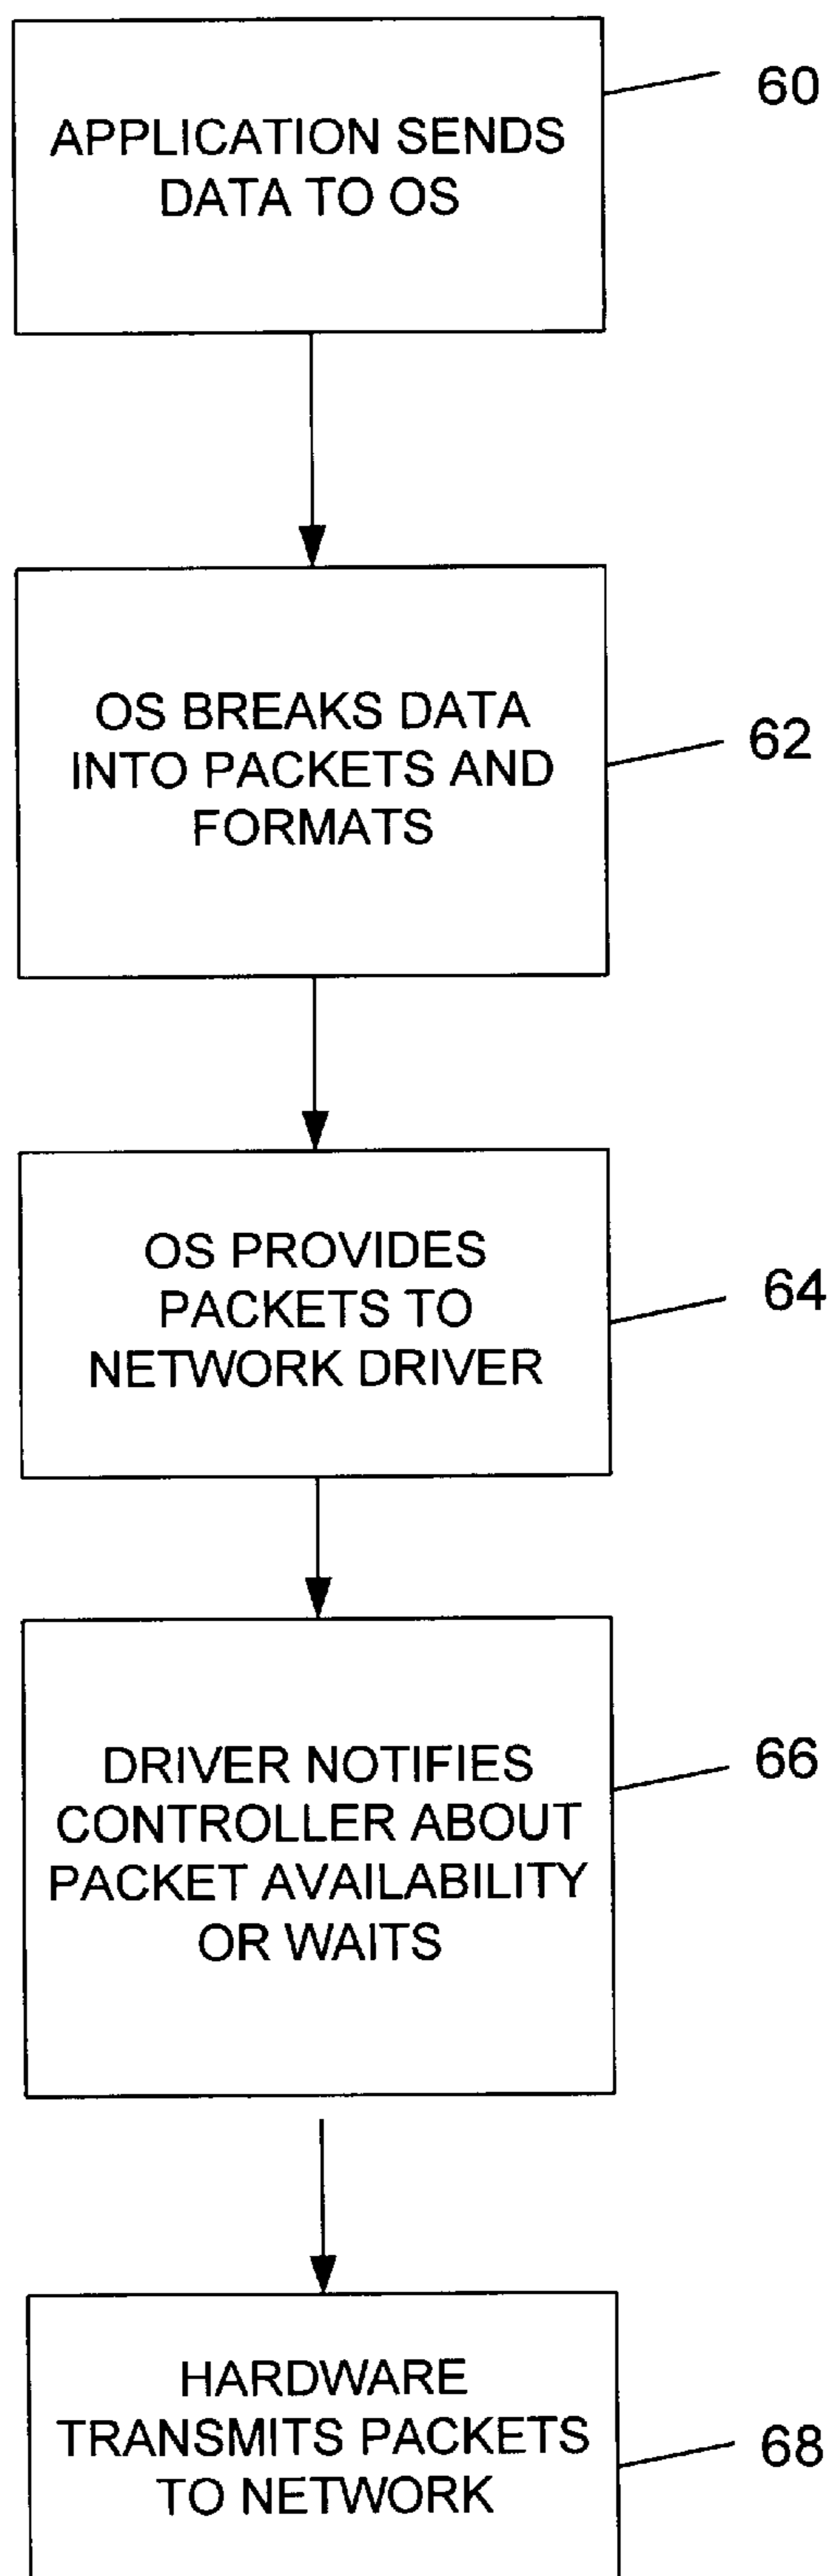 APPLICATION SENDS
DATA TO OS
60
OS BREAKS DATA
INTO PACKETS AND
FORMATS
62
OS PROVIDES
PACKETS TO
NETWORK DRIVER
64
DRIVER NOTIFIES
CONTROLLER ABOUT
PACKET AVAILABILITY
OR WAITS
66
HARDWARE
TRANSMITS PACKETS
TO NETWORK
68